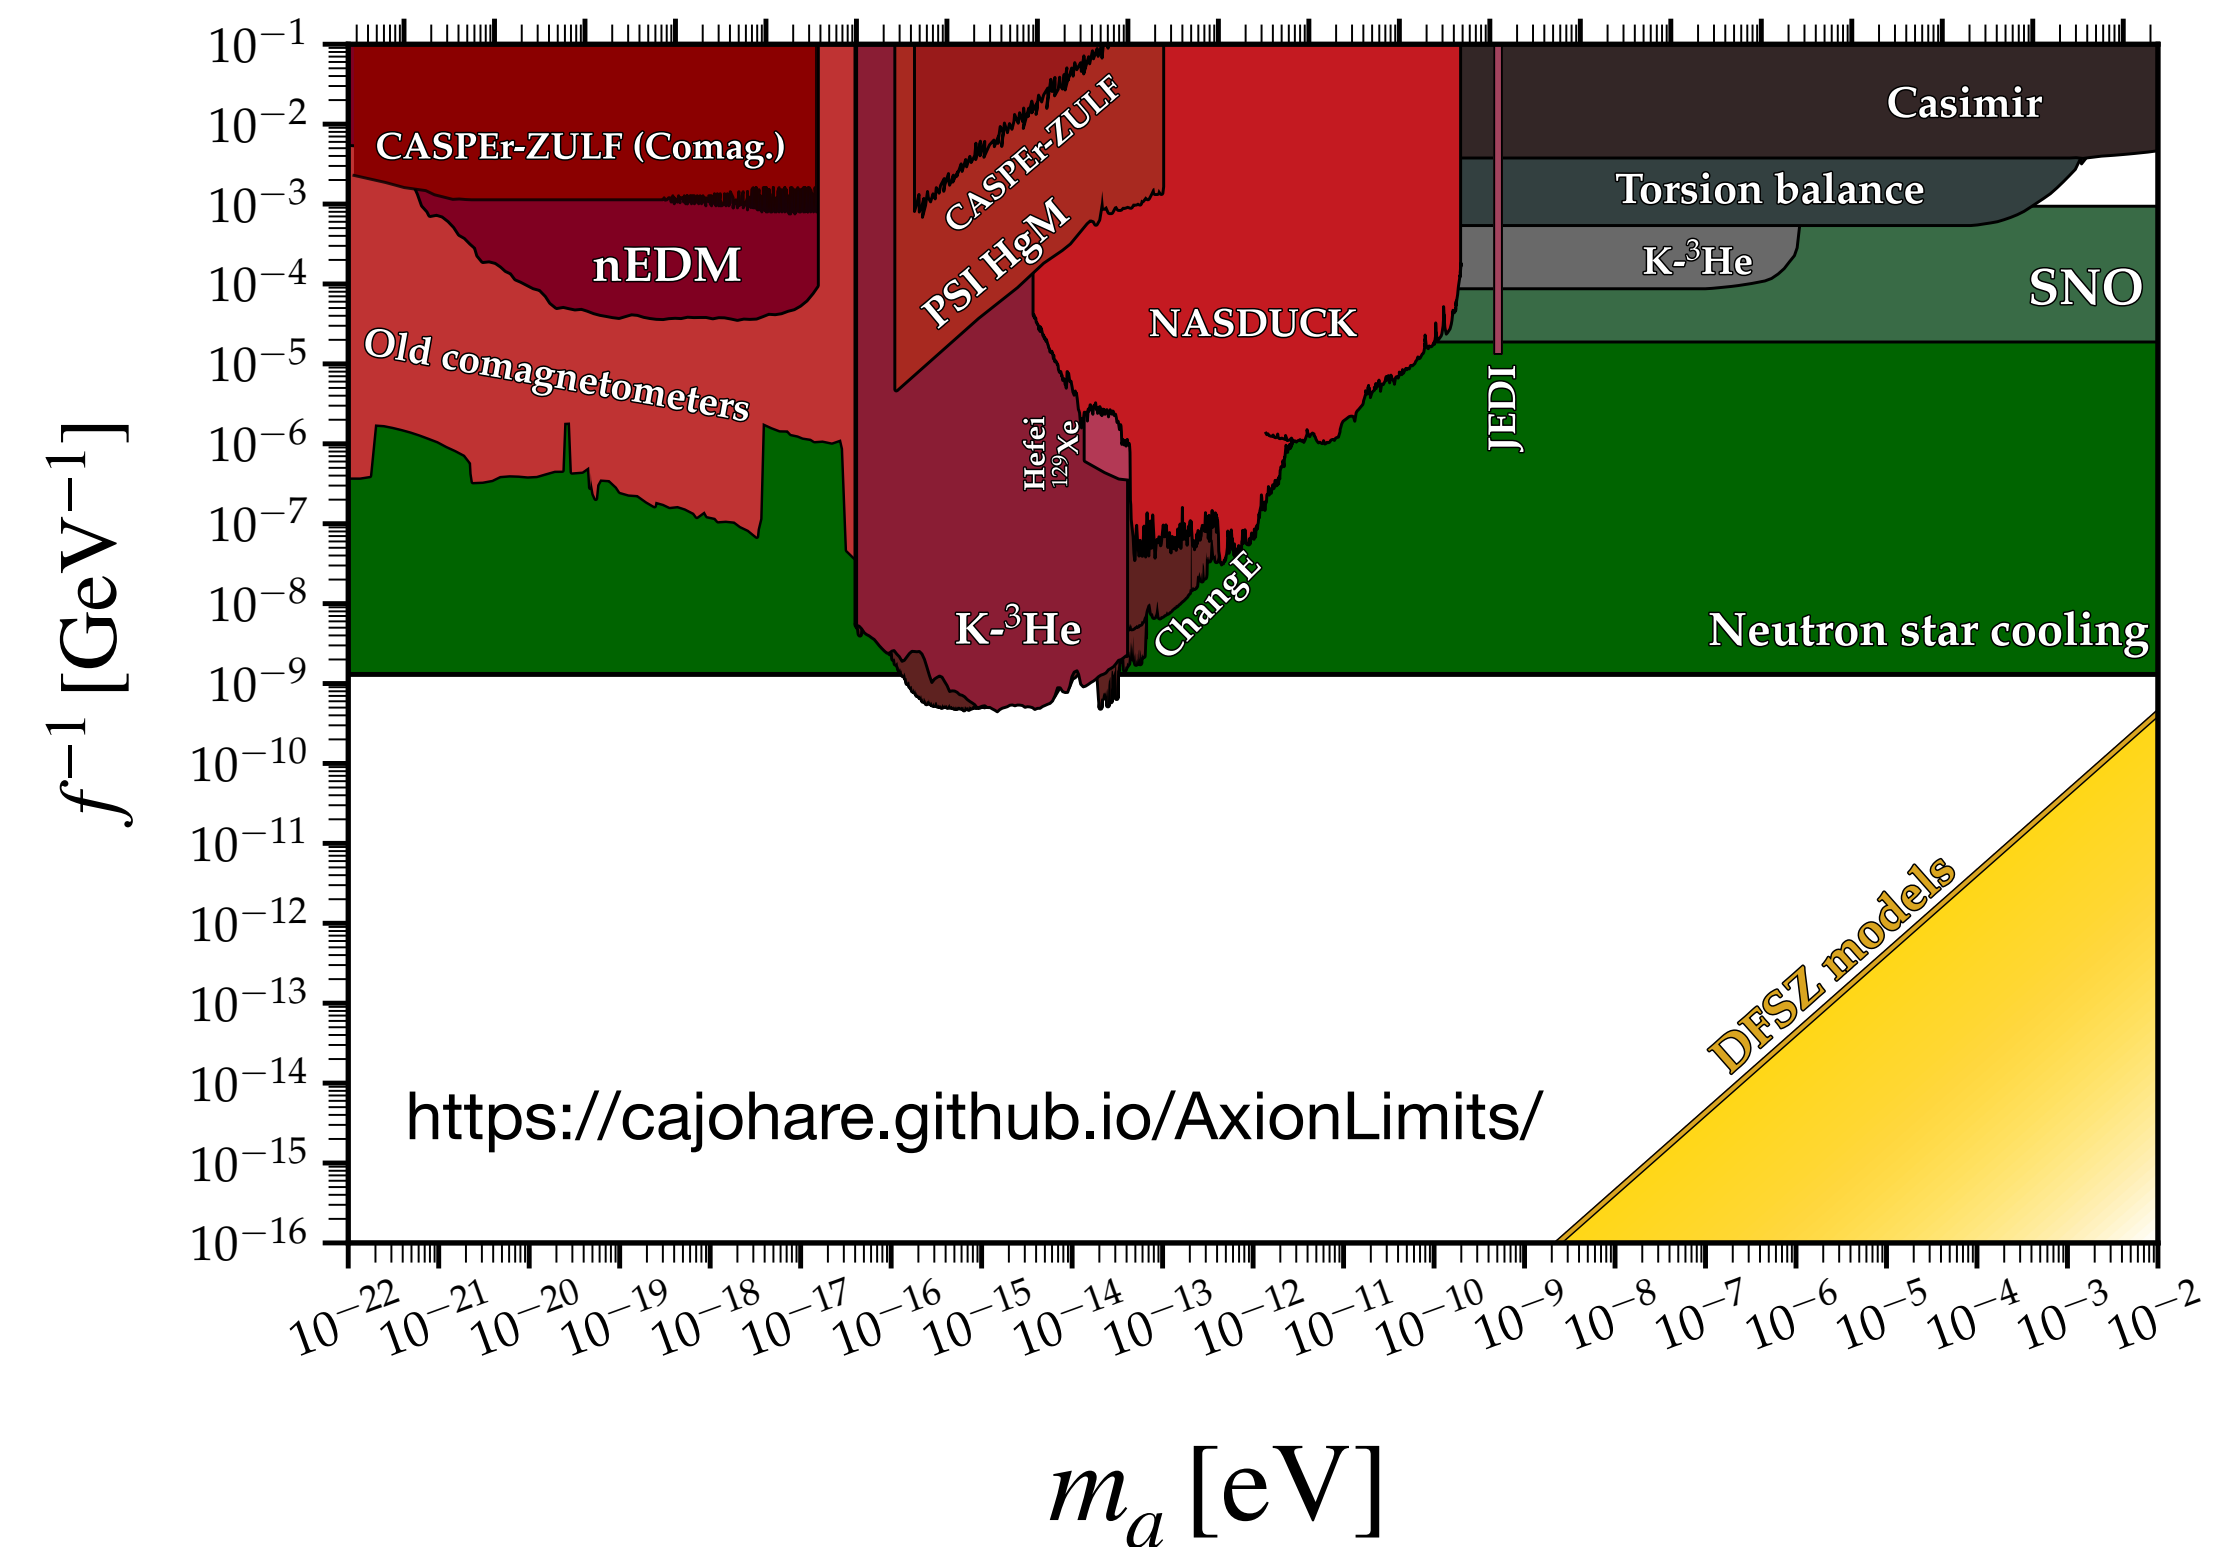 10⁻¹
10⁻²
10⁻³
10⁻⁴
10⁻⁵
10⁻⁶
10⁻⁷
10⁻⁸
10⁻⁹
10⁻¹⁰
10⁻¹¹
10⁻¹²
10⁻¹³
10⁻¹⁴
10⁻¹⁵
10⁻¹⁶
f⁻¹ [GeV⁻¹]
CASPEr-ZULF (Comag.)
nEDM
Old comagnetometers
CASPEr-ZULF
PSI HgM
NASDUCK
Hefei
¹²⁹Xe
K-³He
ChangE
Casimir
Torsion balance
K-³He
SNO
JEDI
Neutron star cooling
DFSZ models
https://cajohare.github.io/AxionLimits/
10⁻²² 10⁻²¹ 10⁻²⁰ 10⁻¹⁹ 10⁻¹⁸ 10⁻¹⁷ 10⁻¹⁶ 10⁻¹⁵ 10⁻¹⁴ 10⁻¹³ 10⁻¹² 10⁻¹¹ 10⁻¹⁰ 10⁻⁹ 10⁻⁸ 10⁻⁷ 10⁻⁶ 10⁻⁵ 10⁻⁴ 10⁻³ 10⁻²
mₐ [eV]